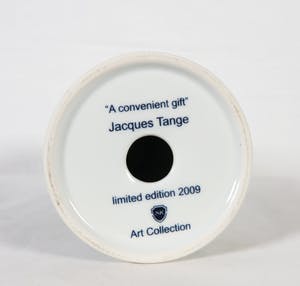 "A convenient gift"
Jacques Tange
limited edition 2009
Art Collection